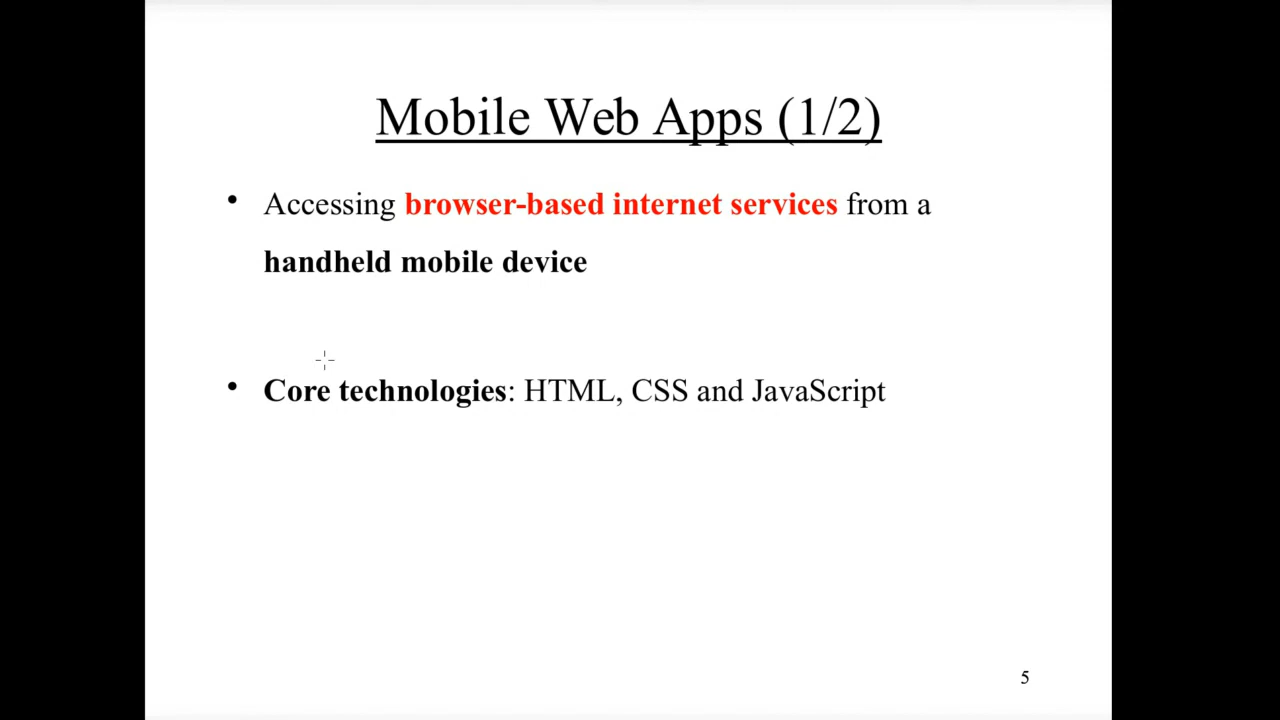 Mobile Web Apps (1/2)
• Accessing browser-based internet services from a
handheld mobile device
• Core technologies: HTML, CSS and JavaScript
5